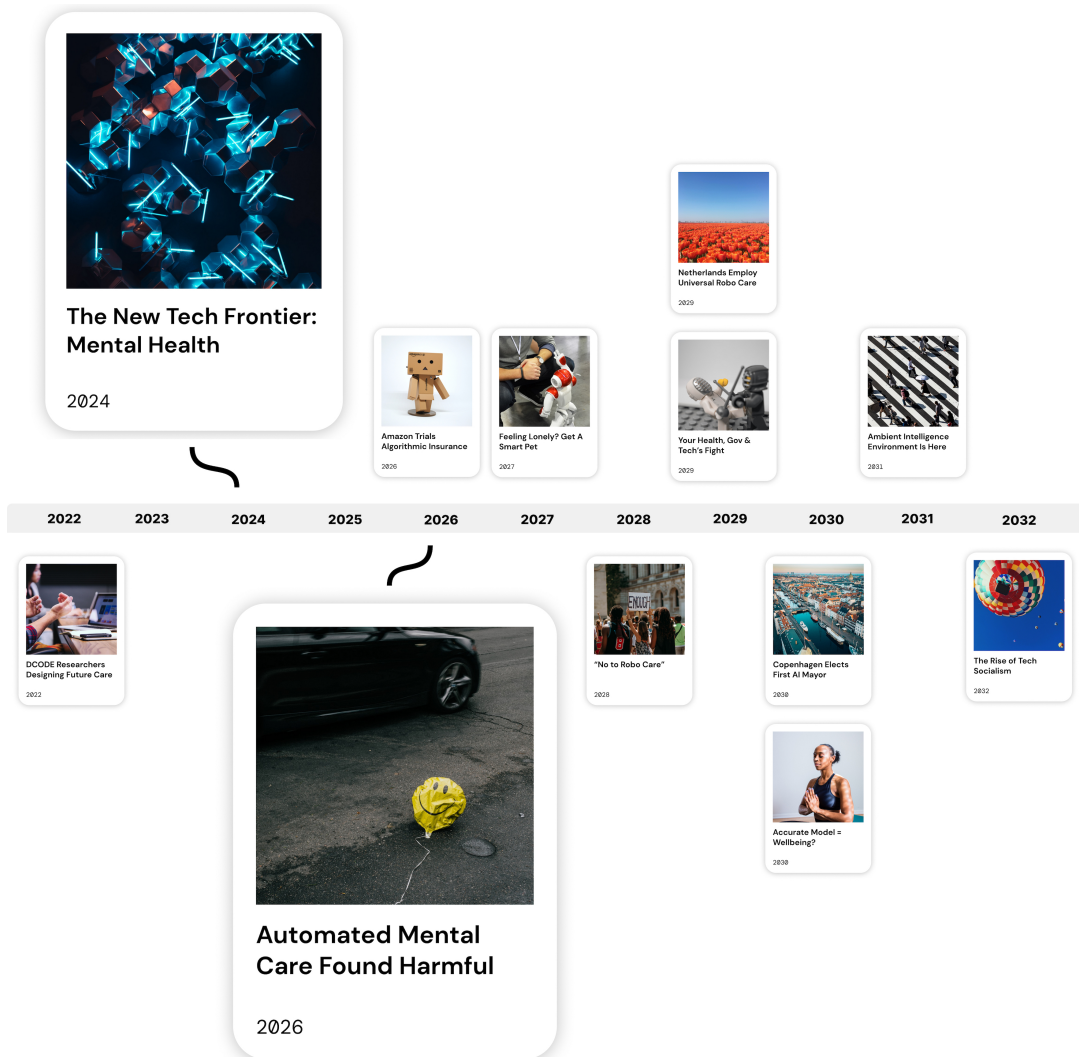 The New Tech Frontier:
Mental Health
2024
Netherlands Employ
Universal Robo Care
2029
Amazon Trials
Algorithmic Insurance
2026
Feeling Lonely? Get A
Smart Pet
2027
Your Health, Gov &
Tech's Fight
2029
Ambient Intelligence
Environment Is Here
2031
2022
2023
2024
2025
2026
2027
2028
2029
2030
2031
2032
DCODE Researchers
Designing Future Care
2022
ENOUGH
"No to Robo Care"
2028
Copenhagen Elects
First AI Mayor
2030
The Rise of Tech
Socialism
2032
Accurate Model =
Wellbeing?
2030
Automated Mental
Care Found Harmful
2026